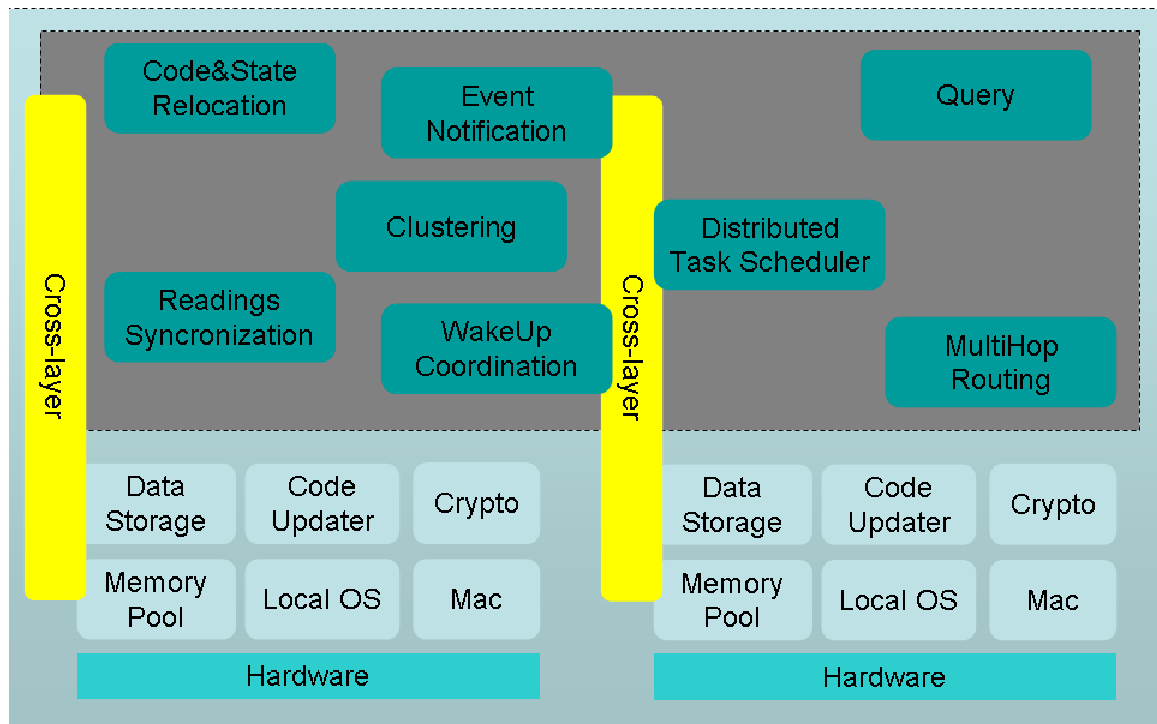 Code&State
Relocation
Event
Notification
Query
Clustering
Distributed
Task Scheduler
Readings
Syncronization
WakeUp
Coordination
MultiHop
Routing
Cross-layer
Cross-layer
Data
Storage
Code
Updater
Crypto
Data
Storage
Code
Updater
Crypto
Memory
Pool
Local OS
Mac
Memory
Pool
Local OS
Mac
Hardware
Hardware